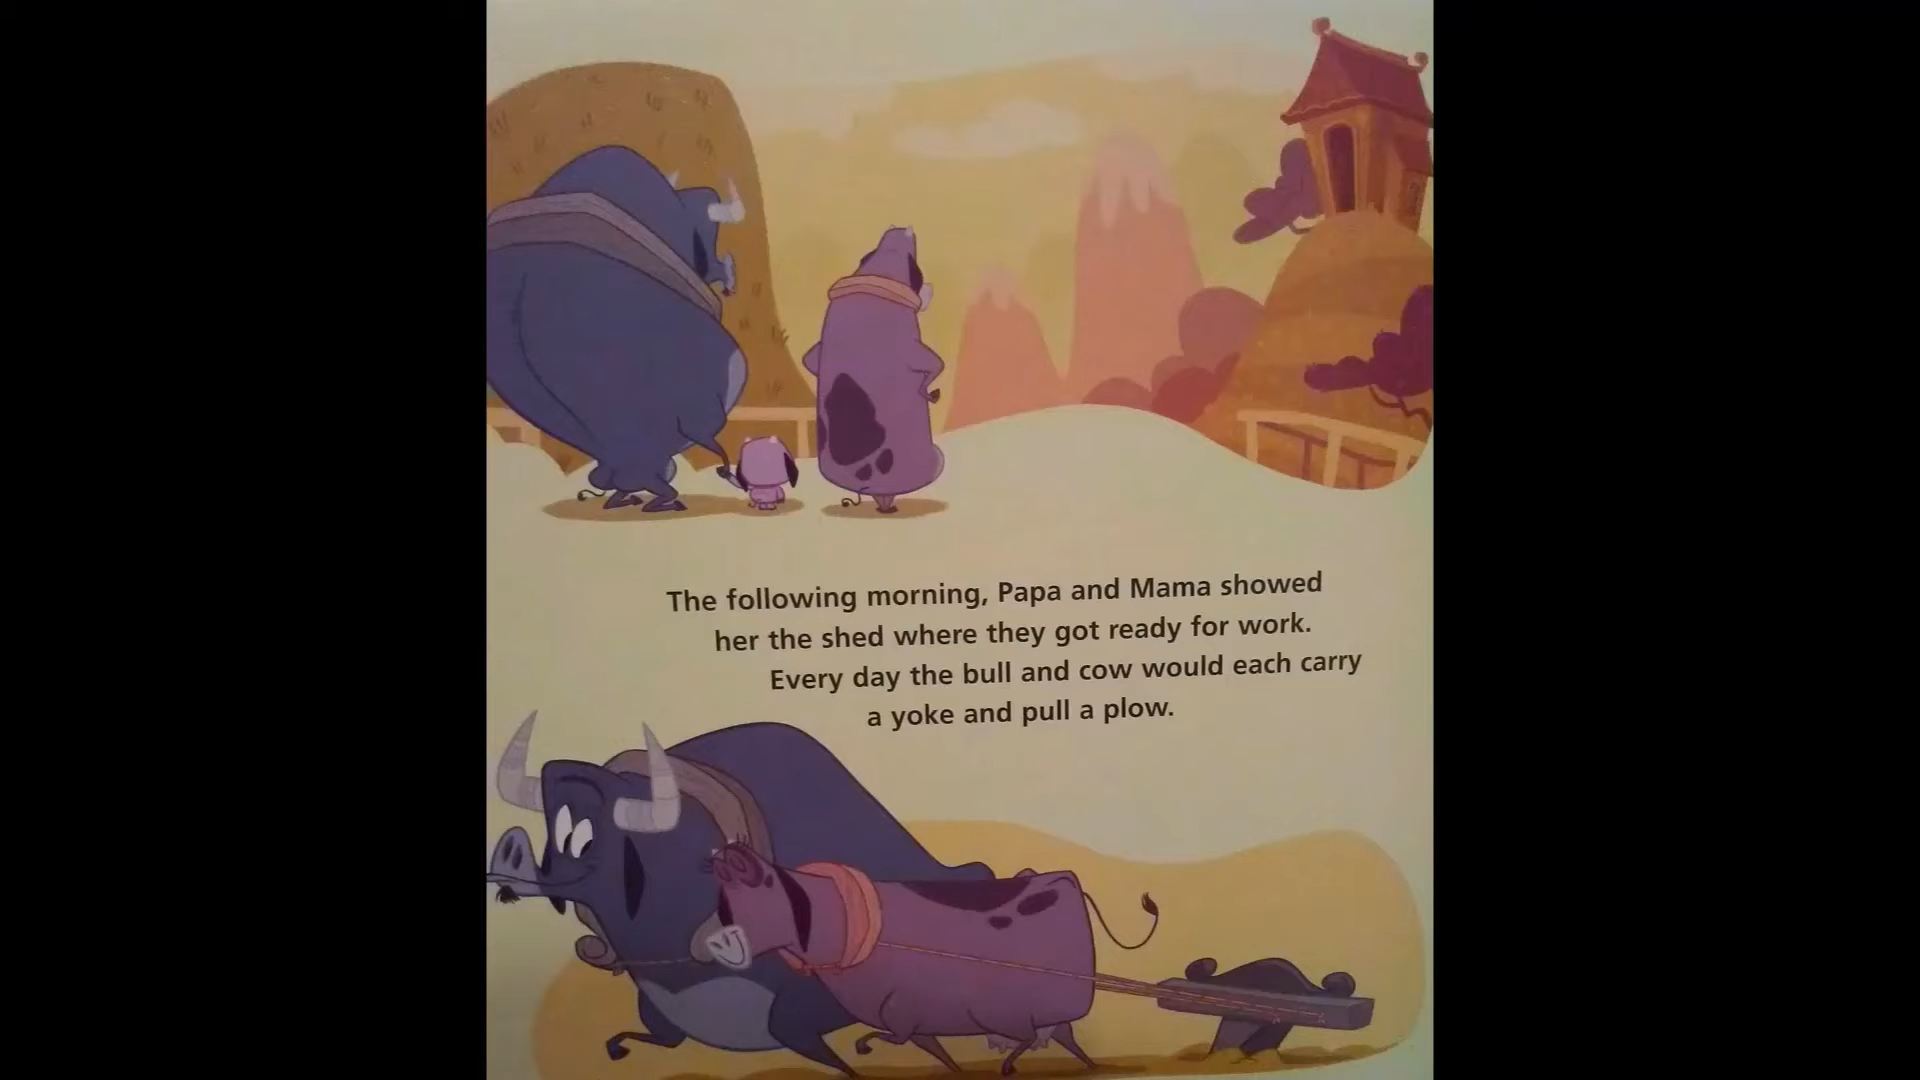 The following morning, Papa and Mama showed
her the shed where they got ready for work.
Every day the bull and cow would each carry
a yoke and pull a plow.